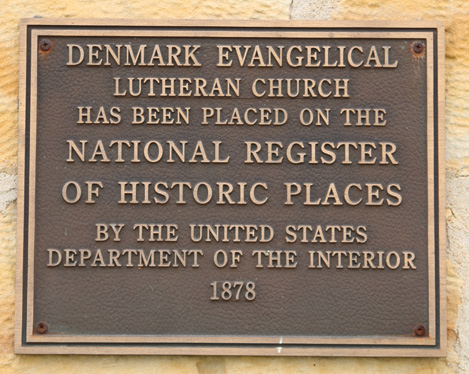 DENMARK EVANGELICAL
LUTHERAN CHURCH
HAS BEEN PLACED ON THE
NATIONAL REGISTER
OF HISTORIC PLACES
BY THE UNITED STATES
DEPARTMENT OF THE INTERIOR
1878